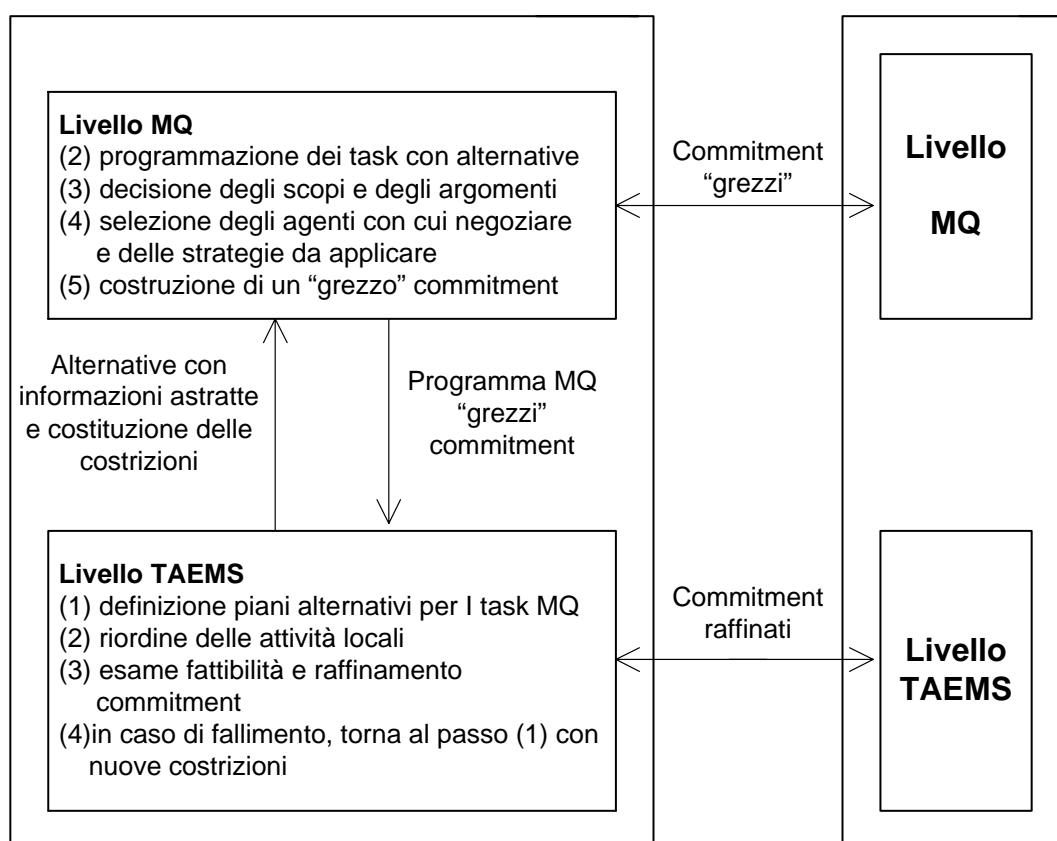 Livello MQ
(2) programmazione dei task con alternative
(3) decisione degli scopi e degli argomenti
(4) selezione degli agenti con cui negoziare
e delle strategie da applicare
(5) costruzione di un “grezzo” commitment
Commitment
“grezzi”
Livello
MQ
Alternative con
informazioni astratte
e costituzione delle
costrizioni
Programma MQ
“grezzi”
commitment
Livello TAEMS
(1) definizione piani alternativi per I task MQ
(2) riordine delle attività locali
(3) esame fattibilità e raffinamento
commitment
(4)in caso di fallimento, torna al passo (1) con
nuove costrizioni
Commitment
raffinati
Livello
TAEMS